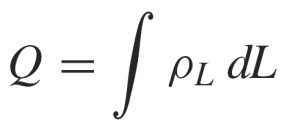 Q = ∫ ρ_L dL